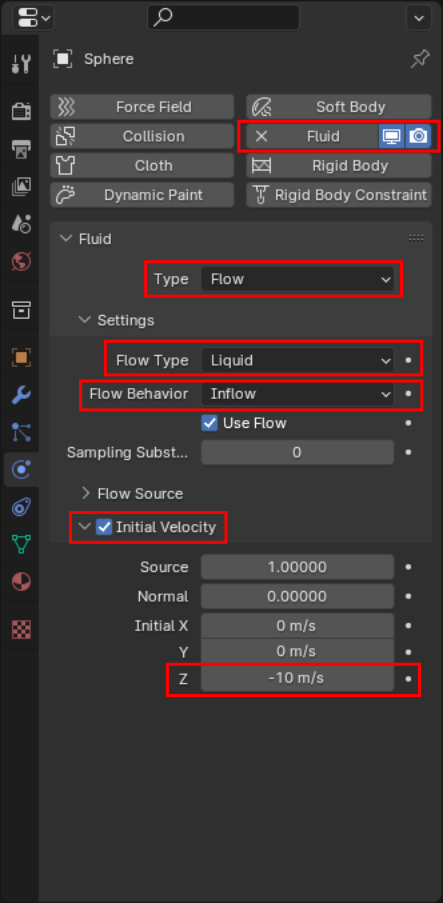 Sphere
Force Field Soft Body
Collision Fluid
Cloth Rigid Body
Dynamic Paint Rigid Body Constraint
Fluid
Type Flow
Settings
Flow Type Liquid
Flow Behavior Inflow
Use Flow
Sampling Subst... 0
Flow Source
Initial Velocity
Source 1.00000
Normal 0.00000
Initial X 0 m/s
Y 0 m/s
Z -10 m/s